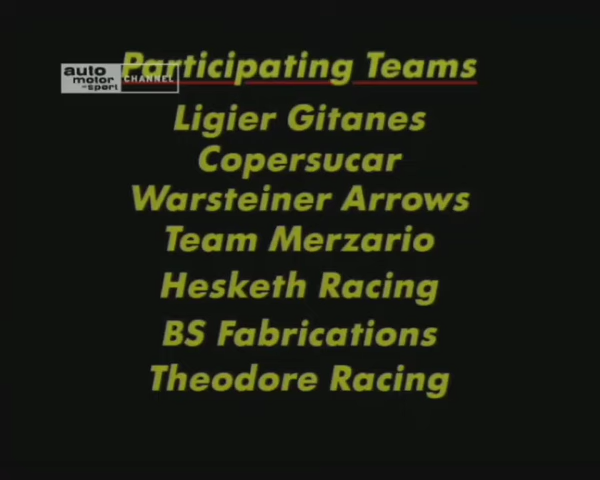 Participating Teams
auto motor und sport CHANNEL
Ligier Gitanes
Copersucar
Warsteiner Arrows
Team Merzario
Hesketh Racing
BS Fabrications
Theodore Racing